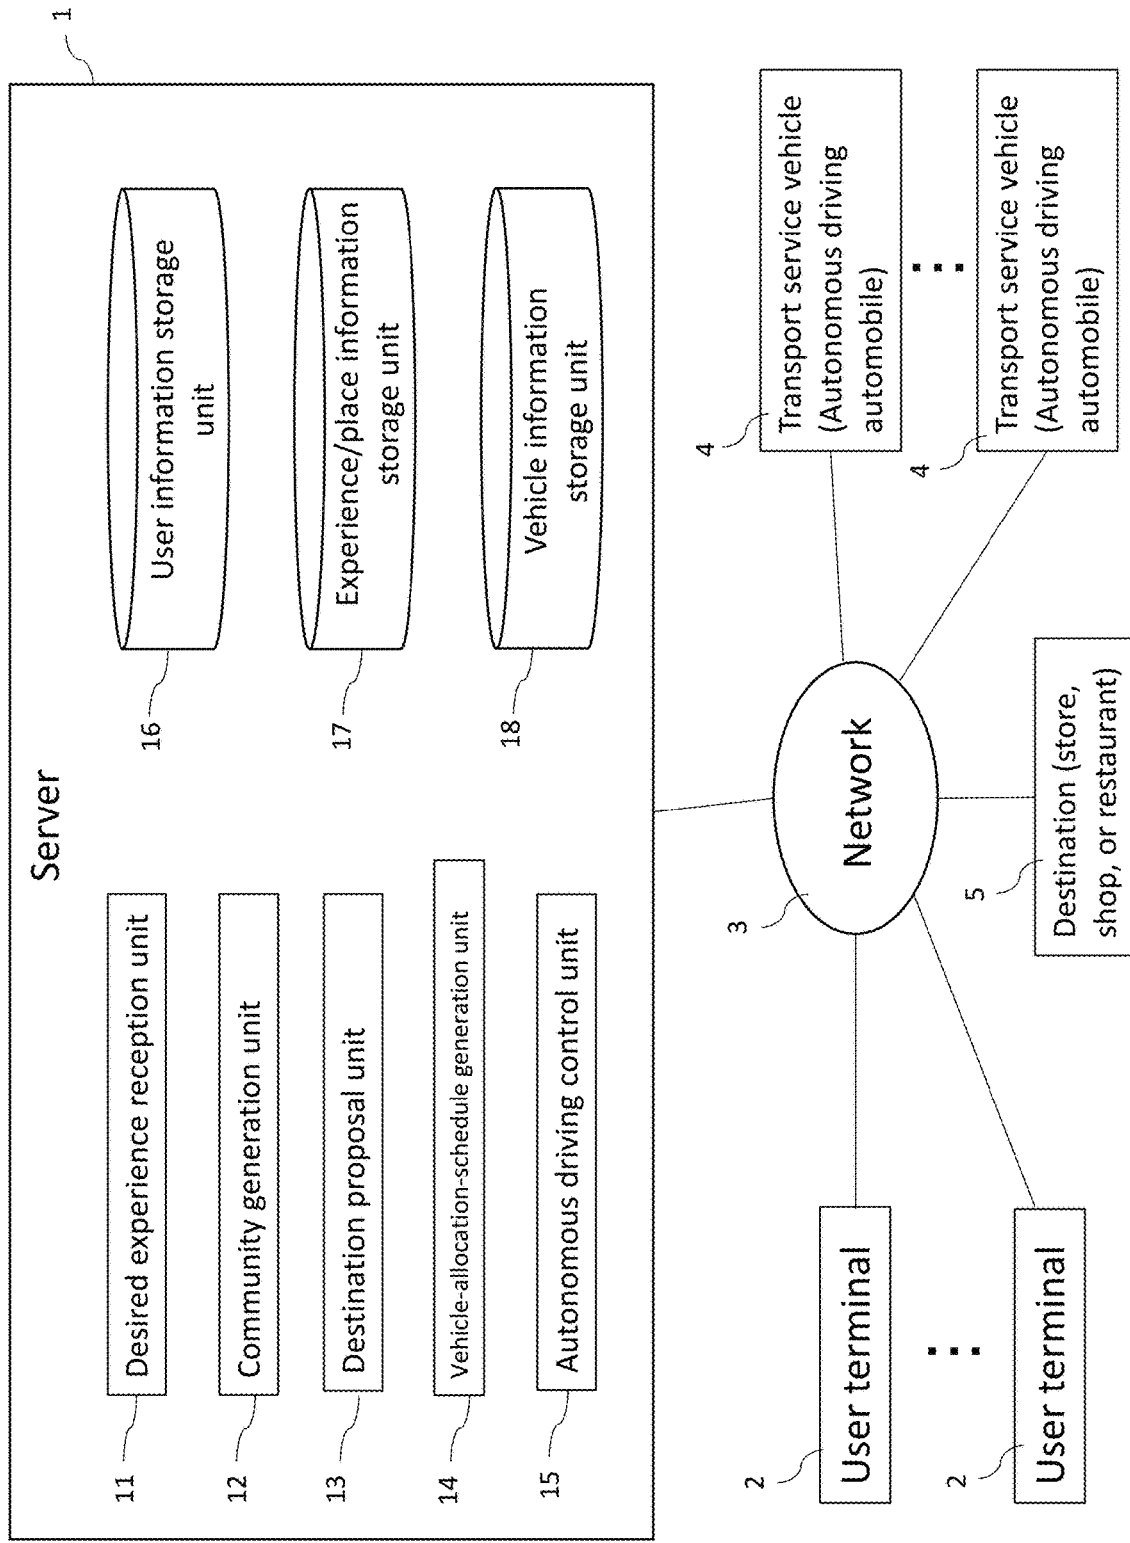 1
Server
11
Desired experience reception unit
12
Community generation unit
13
Destination proposal unit
14
Vehicle-allocation-schedule generation unit
15
Autonomous driving control unit
16
User information storage
unit
17
Experience/place information
storage unit
18
Vehicle information
storage unit
3
Network
2
User terminal
2
User terminal
5
Destination (store,
shop, or restaurant)
4
Transport service vehicle
(Autonomous driving
automobile)
4
Transport service vehicle
(Autonomous driving
automobile)